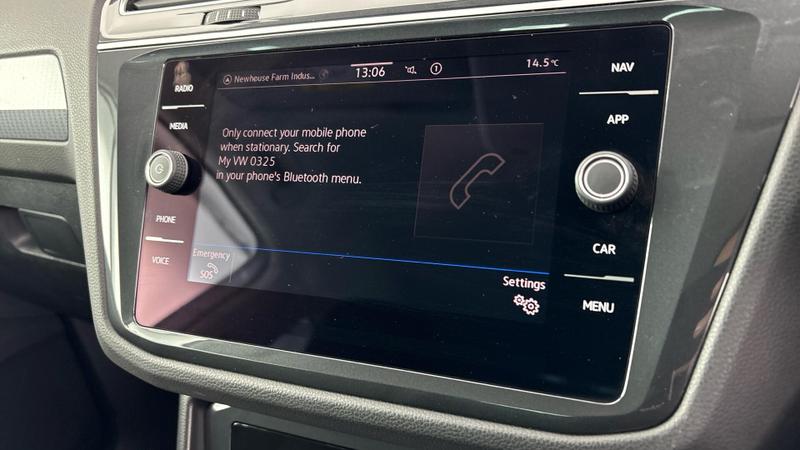 RADIO
MEDIA
PHONE
VOICE
Newhouse Farm Indus...
13:06
1
14.5°C
Only connect your mobile phone
when stationary. Search for
My VW 0325
in your phone's Bluetooth menu.
Emergency
SOS
Settings
NAV
APP
CAR
MENU